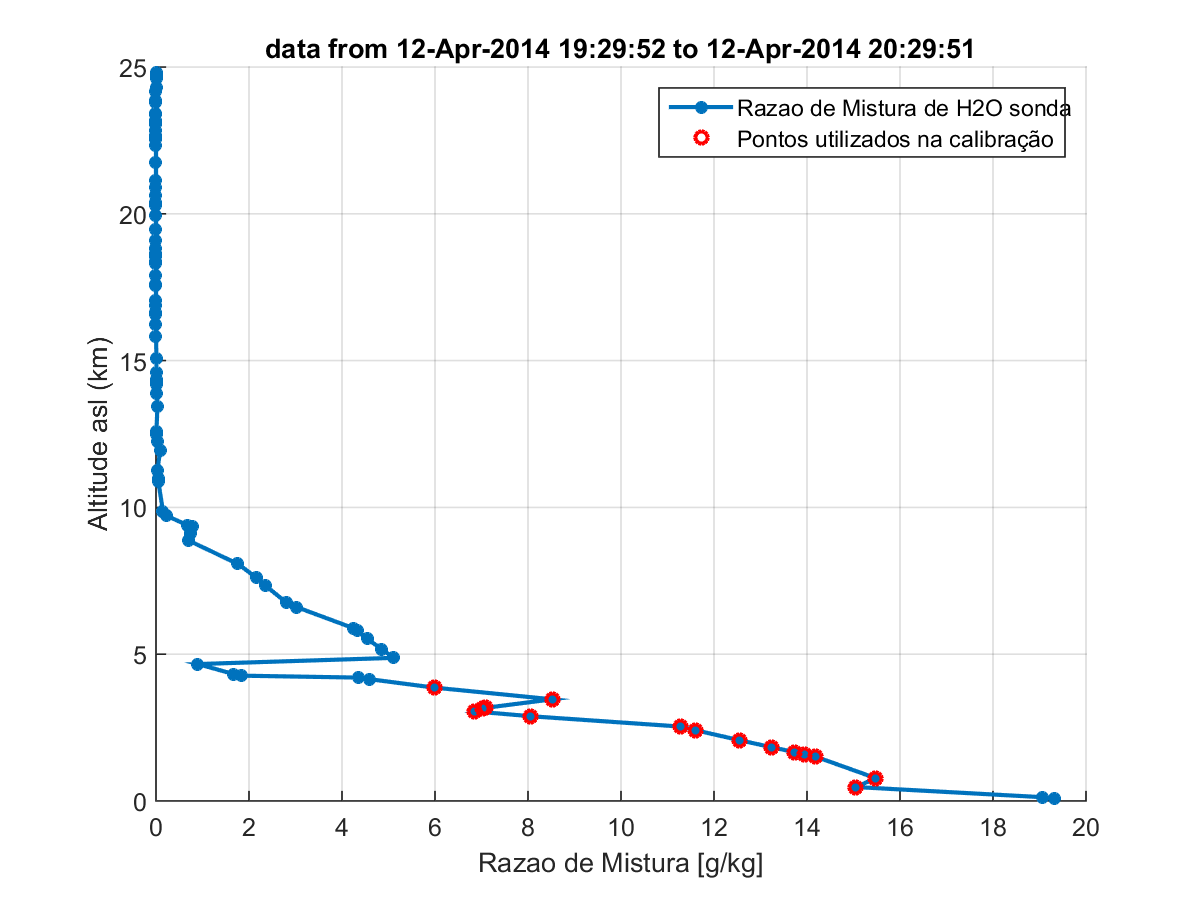 data from 12-Apr-2014 19:29:52 to 12-Apr-2014 20:29:51
Razao de Mistura de H2O sonda
Pontos utilizados na calibração
25
20
15
10
5
0
Altitude asl (km)
0 2 4 6 8 10 12 14 16 18 20
Razao de Mistura [g/kg]